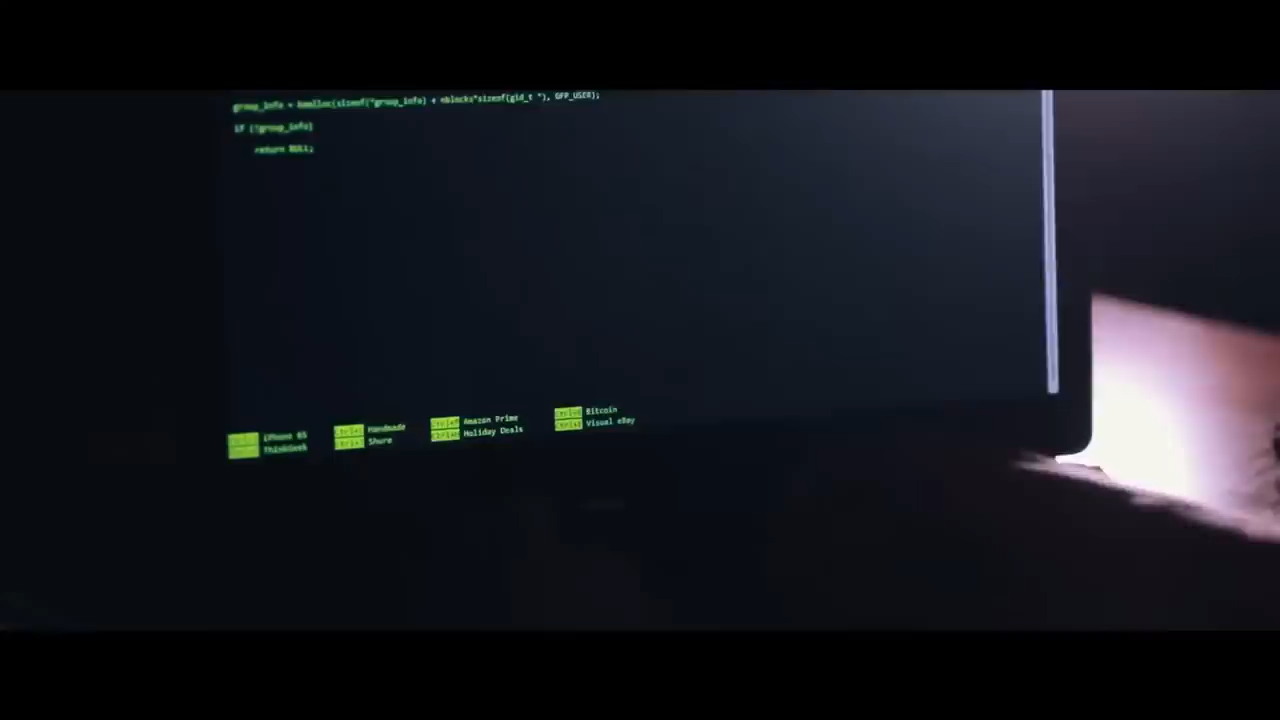 group_info = kmalloc(sizeof(*group_info) + nblocks*sizeof(gid_t *), GFP_USER);
if (!group_info)
return NULL;
iPhone 6S Handmade Amazon Prime Bitcoin
ThinkGeek Shure Holiday Deals Visual eBay